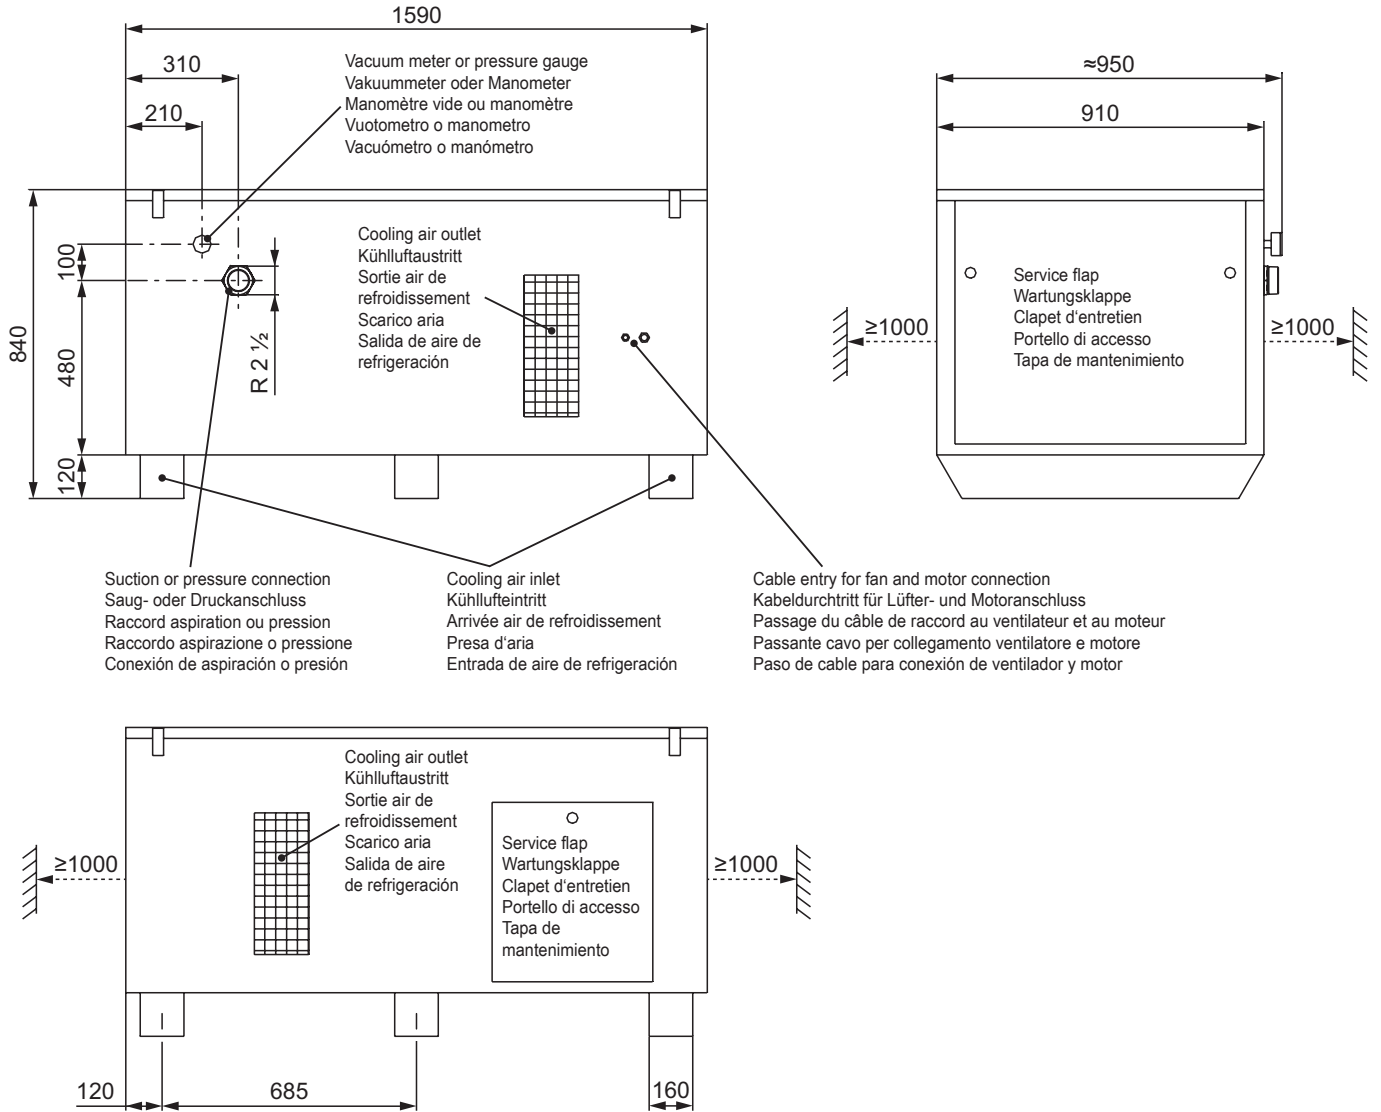 1590
310
210
Vacuum meter or pressure gauge
Vakuummeter oder Manometer
Manomètre vide ou manomètre
Vuotometro o manometro
Vacuómetro o manómetro
≈950
910
840
100
480
120
R 2 ½
Cooling air outlet
Kühlluftaustritt
Sortie air de
refroidissement
Scarico aria
Salida de aire de
refrigeración
≥1000
Service flap
Wartungsklappe
Clapet d‘entretien
Portello di accesso
Tapa de mantenimiento
≥1000
Suction or pressure connection
Saug- oder Druckanschluss
Raccord aspiration ou pression
Raccordo aspirazione o pressione
Conexión de aspiración o presión
Cooling air inlet
Kühllufteintritt
Arrivée air de refroidissement
Presa d‘aria
Entrada de aire de refrigeración
Cable entry for fan and motor connection
Kabeldurchtritt für Lüfter- und Motoranschluss
Passage du câble de raccord au ventilateur et au moteur
Passante cavo per collegamento ventilatore e motore
Paso de cable para conexión de ventilador y motor
≥1000
Cooling air outlet
Kühlluftaustritt
Sortie air de
refroidissement
Scarico aria
Salida de aire
de refrigeración
Service flap
Wartungsklappe
Clapet d‘entretien
Portello di accesso
Tapa de
mantenimiento
≥1000
120
685
160